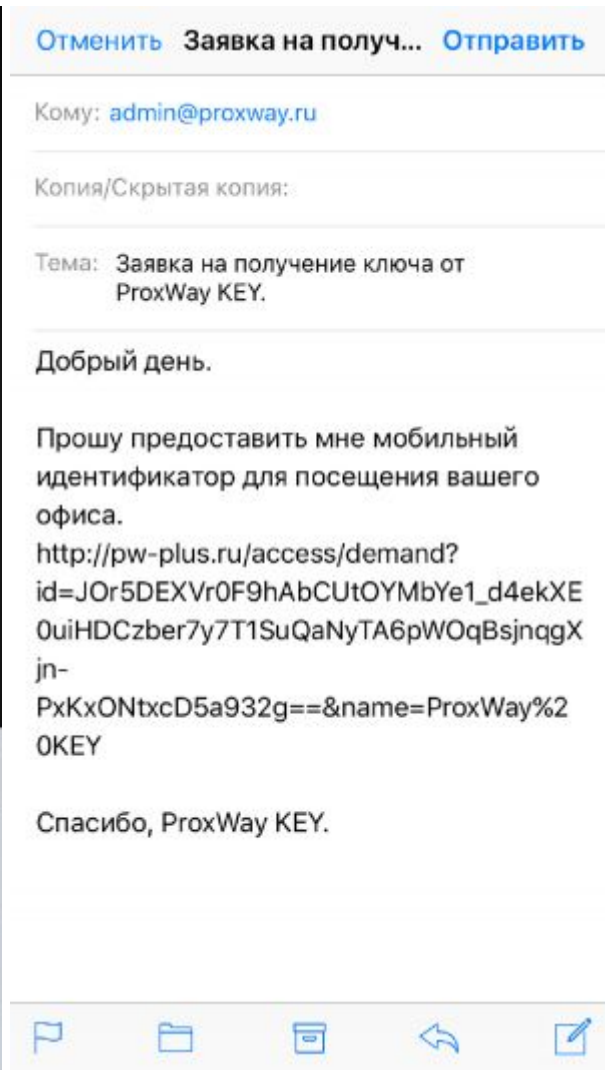 Отменить Заявка на получ... Отправить
Кому: admin@proxway.ru
Копия/Скрытая копия:
Тема: Заявка на получение ключа от
ProxWay KEY.
Добрый день.
Прошу предоставить мне мобильный
идентификатор для посещения вашего
офиса.
http://pw-plus.ru/access/demand?
id=JOr5DEXVr0F9hAbCUtOYMbYe1_d4ekXE
0uiHDCzber7y7T1SuQaNyTA6pWOqBsjnqgX
jn-
PxKxONtxcD5a932g==&name=ProxWay%2
0KEY
Спасибо, ProxWay KEY.